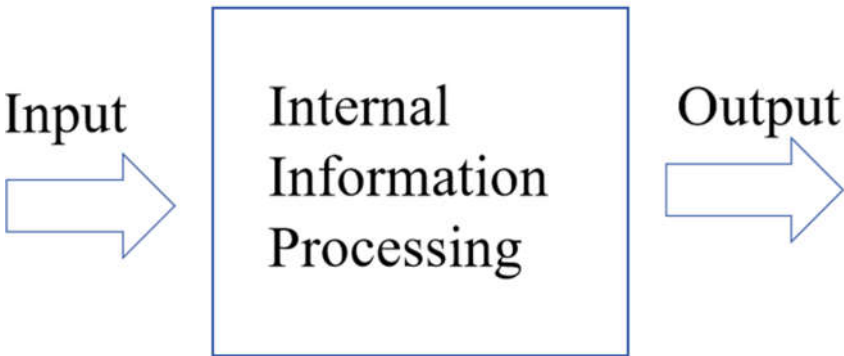 Input
Internal
Information
Processing
Output